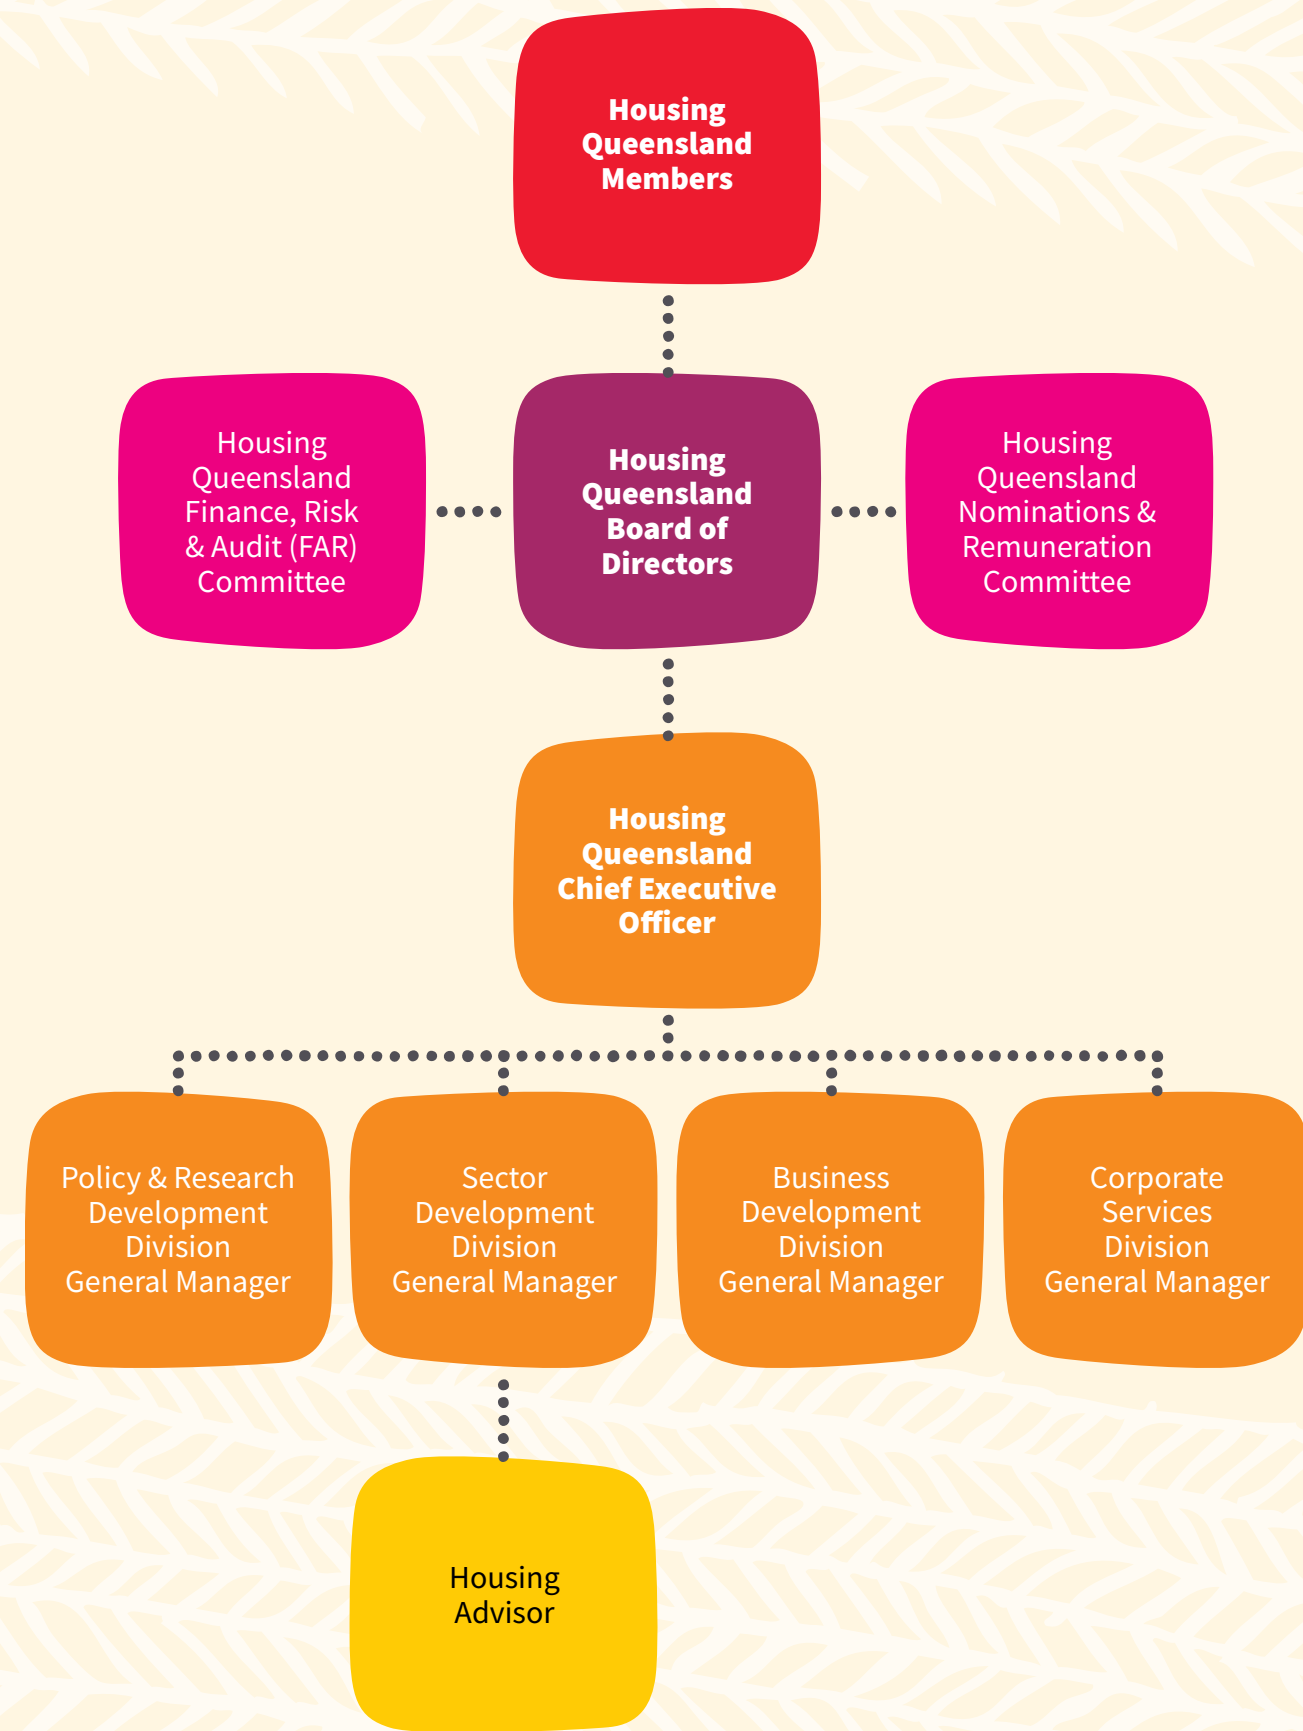 Housing
Queensland
Members
Housing
Queensland
Finance, Risk
& Audit (FAR)
Committee
Housing
Queensland
Board of
Directors
Housing
Queensland
Nominations &
Remuneration
Committee
Housing
Queensland
Chief Executive
Officer
Policy & Research
Development
Division
General Manager
Sector
Development
Division
General Manager
Business
Development
Division
General Manager
Corporate
Services
Division
General Manager
Housing
Advisor